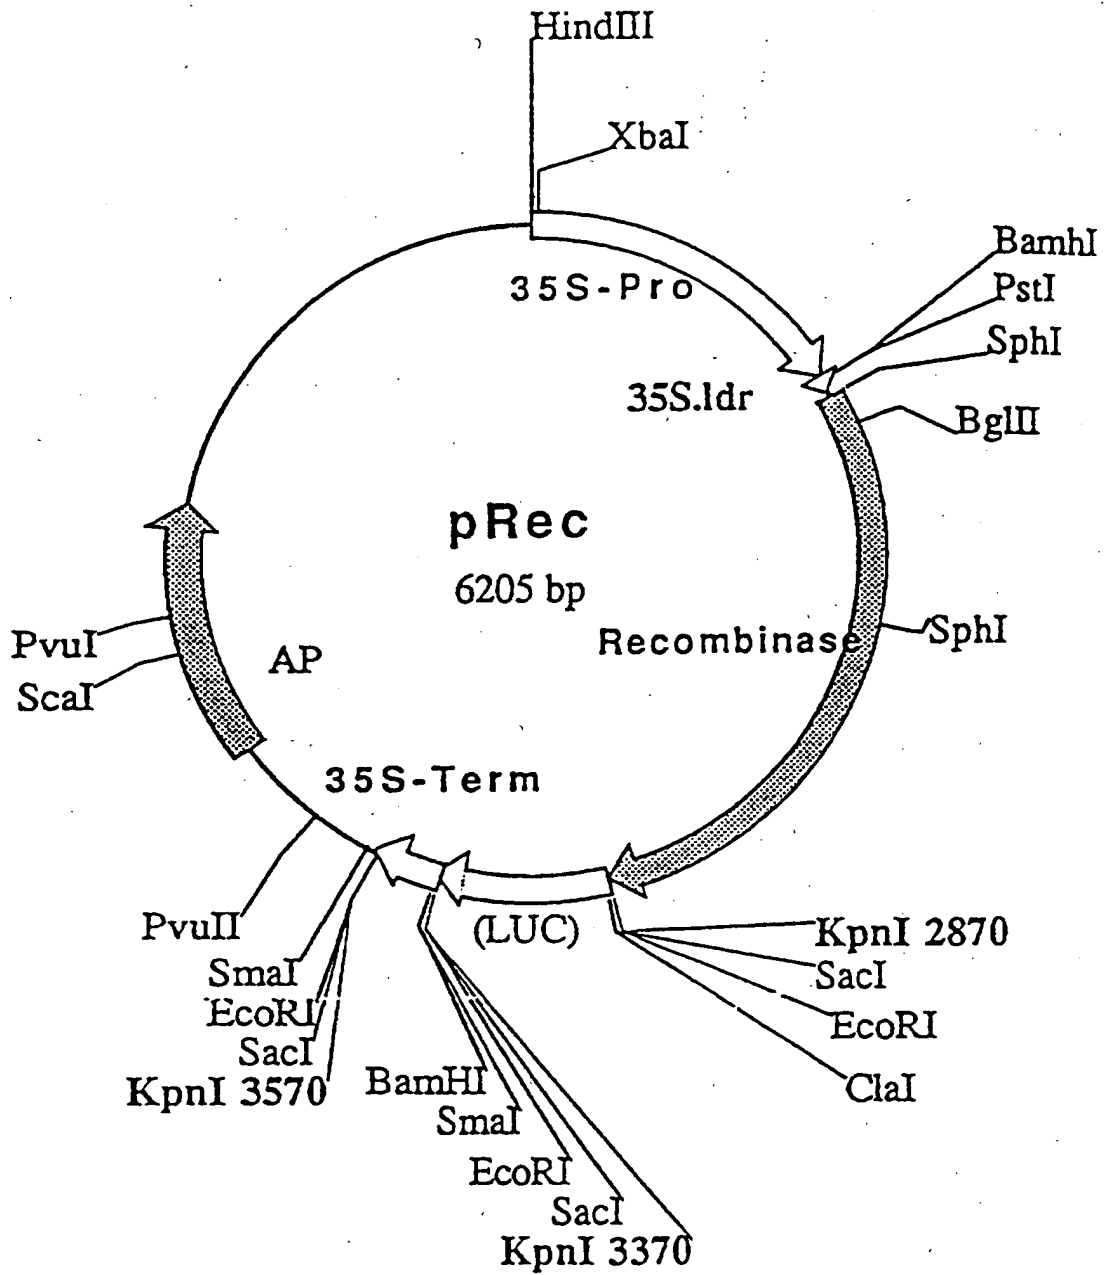 HindIII
XbaI
BamhI
PstI
35S-Pro
SphI
35S.ldr
BglII
pRec
6205 bp
SphI
Recombinase
PvuI
AP
ScaI
35S-Term
PvuII
(LUC)
KpnI 2870
SmaI
SacI
EcoRI
EcoRI
SacI
BamHI
KpnI 3570
ClaI
SmaI
EcoRI
SacI
KpnI 3370